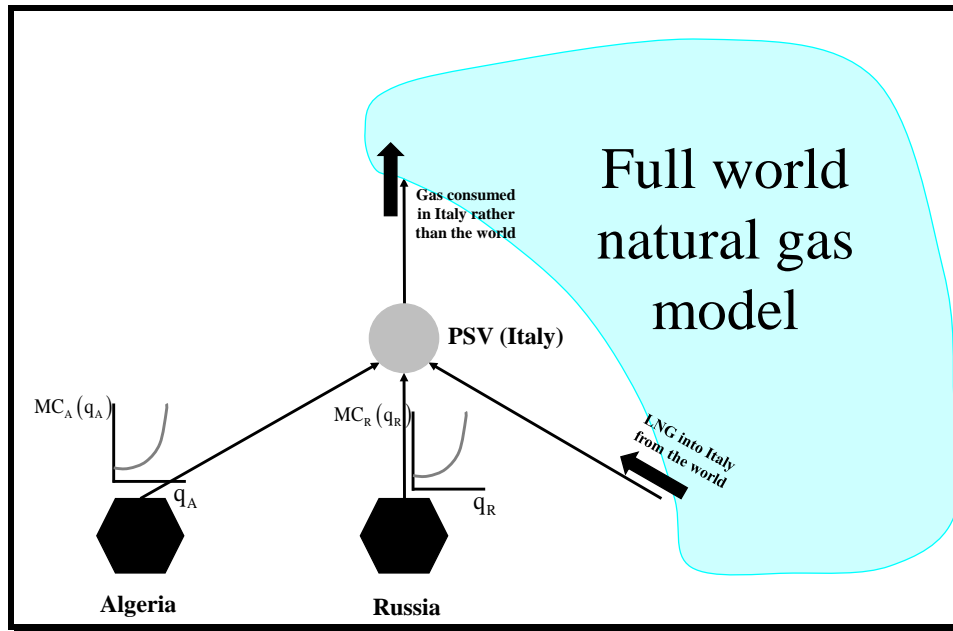 Full world
natural gas
model
Gas consumed
in Italy rather
than the world
PSV (Italy)
MC_A (q_A)
q_A
MC_R (q_R)
q_R
LNG into Italy
from the world
Algeria
Russia